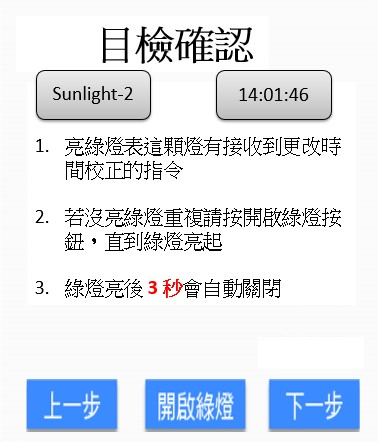 目檢確認
Sunlight-2
14:01:46
1. 亮綠燈表這顆燈有接收到更改時
間校正的指令
2. 若沒亮綠燈重複請按開啟綠燈按
鈕，直到綠燈亮起
3. 綠燈亮後 3 秒會自動關閉
上一步
開啟綠燈
下一步